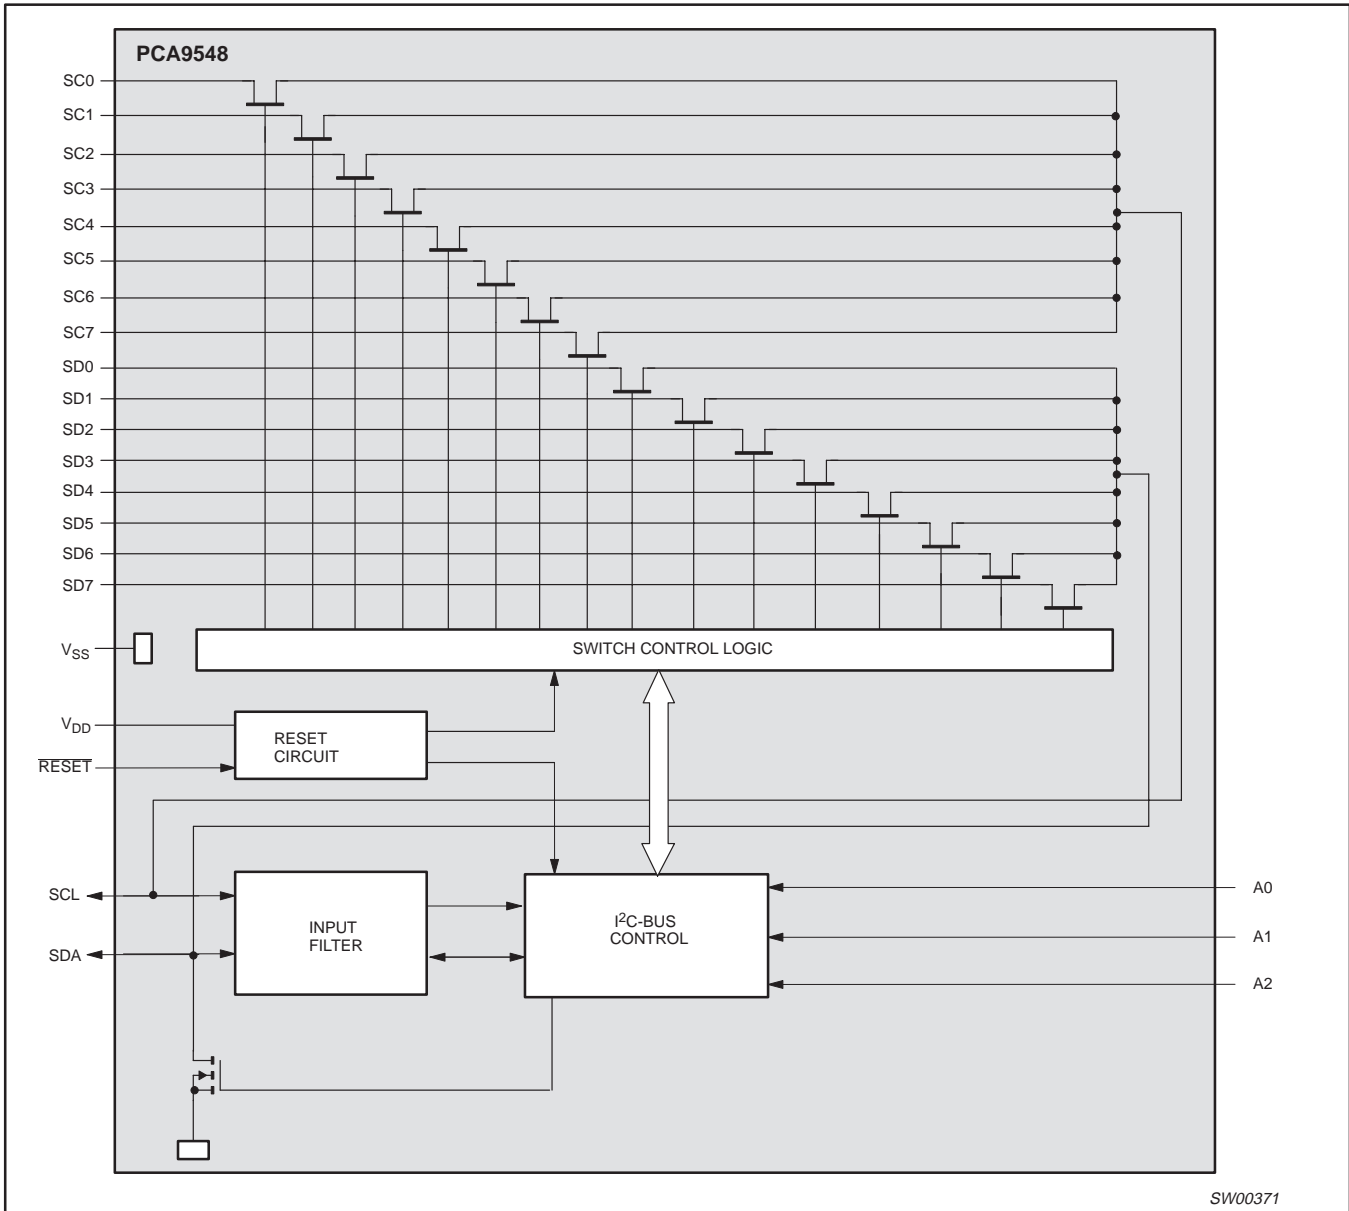 PCA9548
SC0
SC1
SC2
SC3
SC4
SC5
SC6
SC7
SD0
SD1
SD2
SD3
SD4
SD5
SD6
SD7
VSS
SWITCH CONTROL LOGIC
VDD
RESET
RESET
CIRCUIT
SCL
SDA
INPUT
FILTER
I2C-BUS
CONTROL
A0
A1
A2
SW00371